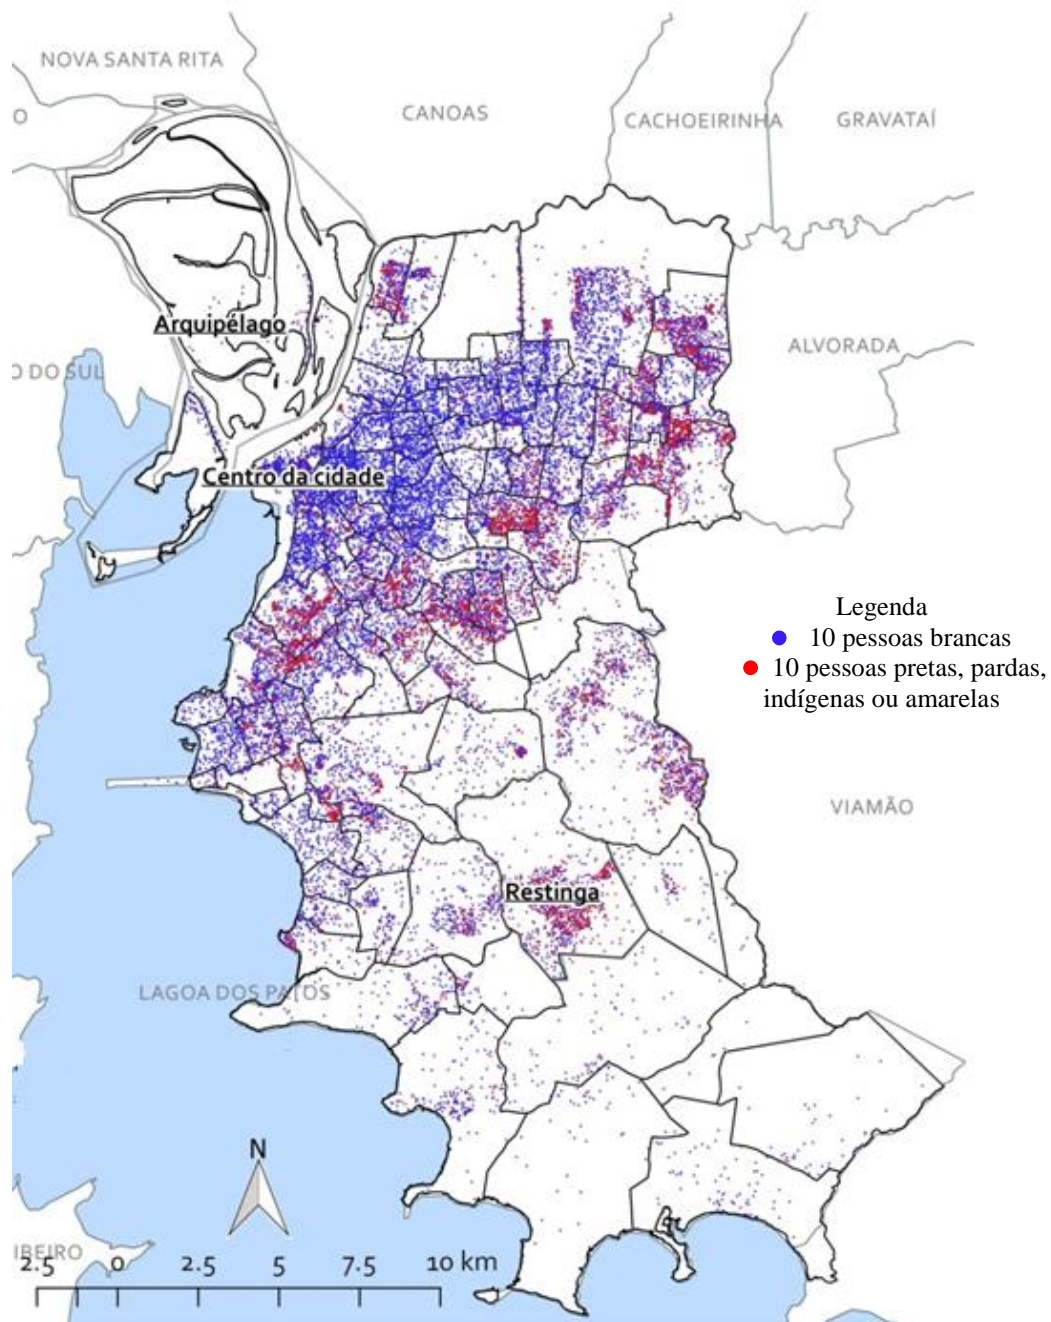 NOVA SANTA RITA
CANOAS
CACHOEIRINHA
GRAVATAÍ
O
Arquipélago
ALVORADA
O DO SUL
Centro da cidade
Legenda
10 pessoas brancas
10 pessoas pretas, pardas,
indígenas ou amarelas
VIAMÃO
Restinga
LAGOA DOS PATOS
N
IBEIRO
2.5 0 2.5 5 7.5 10 km